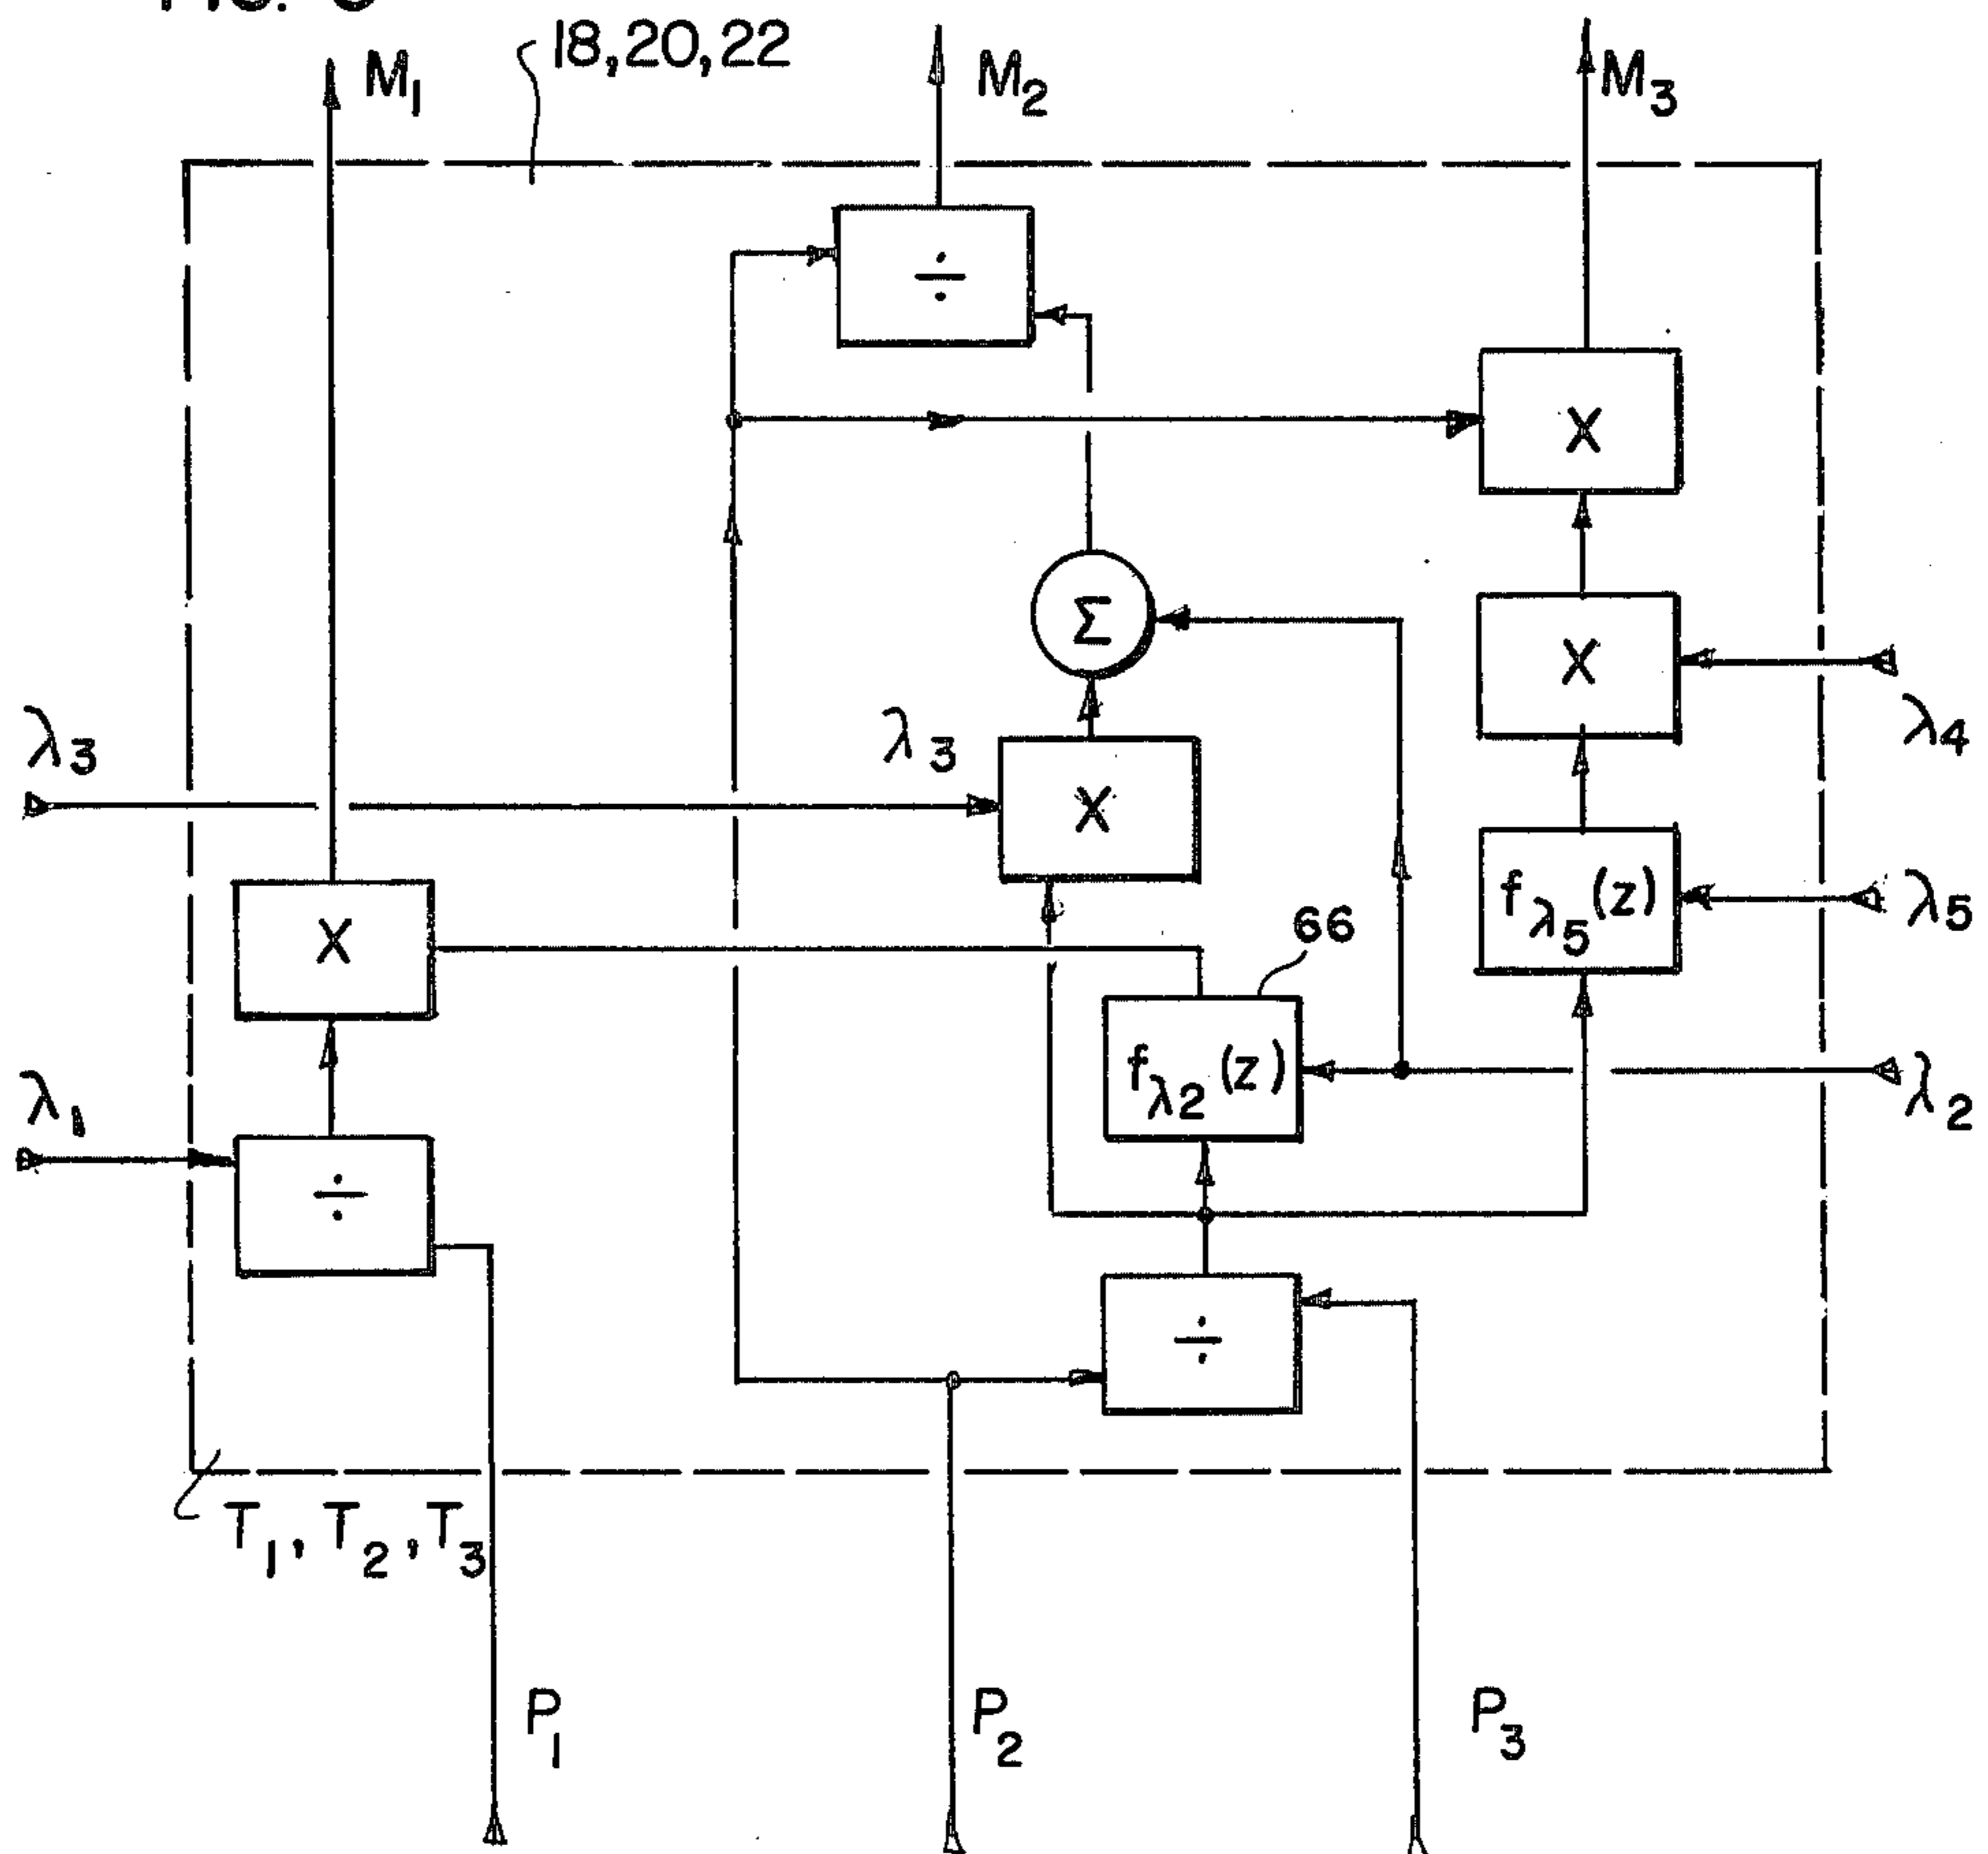 18,20,22
M1
M2
M3
÷
X
Σ
X
λ3
λ3
X
λ4
X
fλ5(z)
λ5
66
fλ2(z)
λ2
λ1
÷
÷
T1, T2, T3
P1
P2
P3